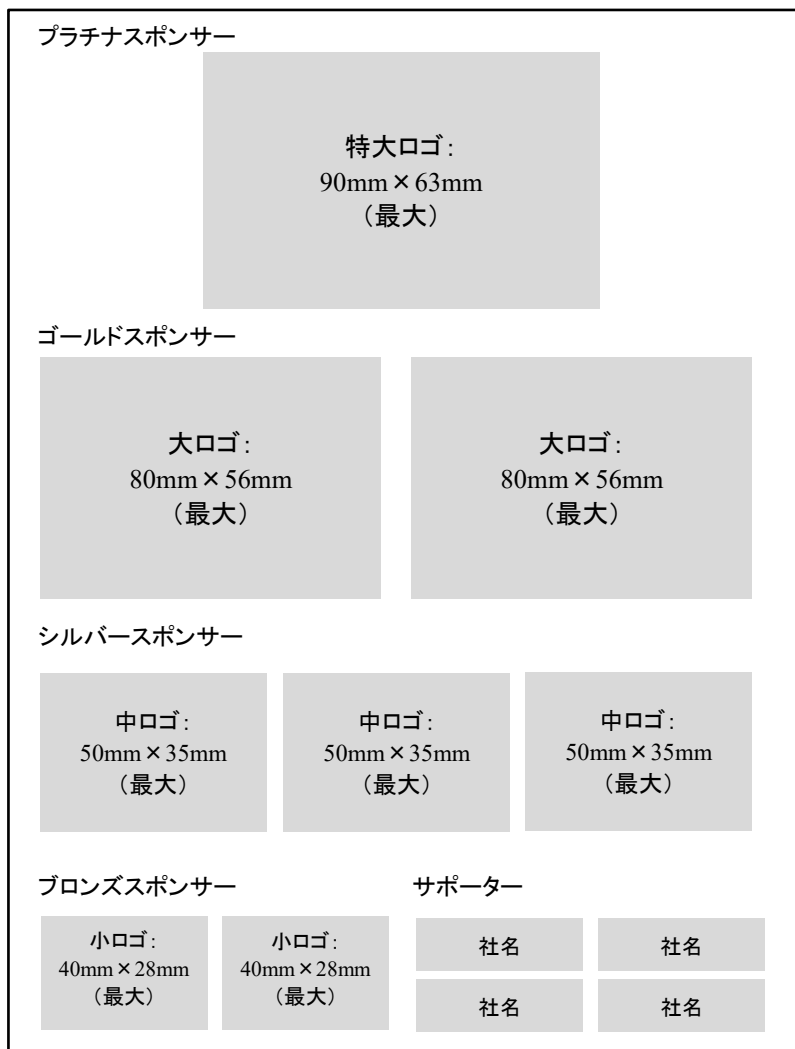 プラチナスポンサー
特大ロゴ：
90mm×63mm
（最大）
ゴールドスポンサー
大ロゴ：
80mm×56mm
（最大）
大ロゴ：
80mm×56mm
（最大）
シルバースポンサー
中ロゴ：
50mm×35mm
（最大）
中ロゴ：
50mm×35mm
（最大）
中ロゴ：
50mm×35mm
（最大）
ブロンズスポンサー
小ロゴ：
40mm×28mm
（最大）
小ロゴ：
40mm×28mm
（最大）
サポーター
社名
社名
社名
社名